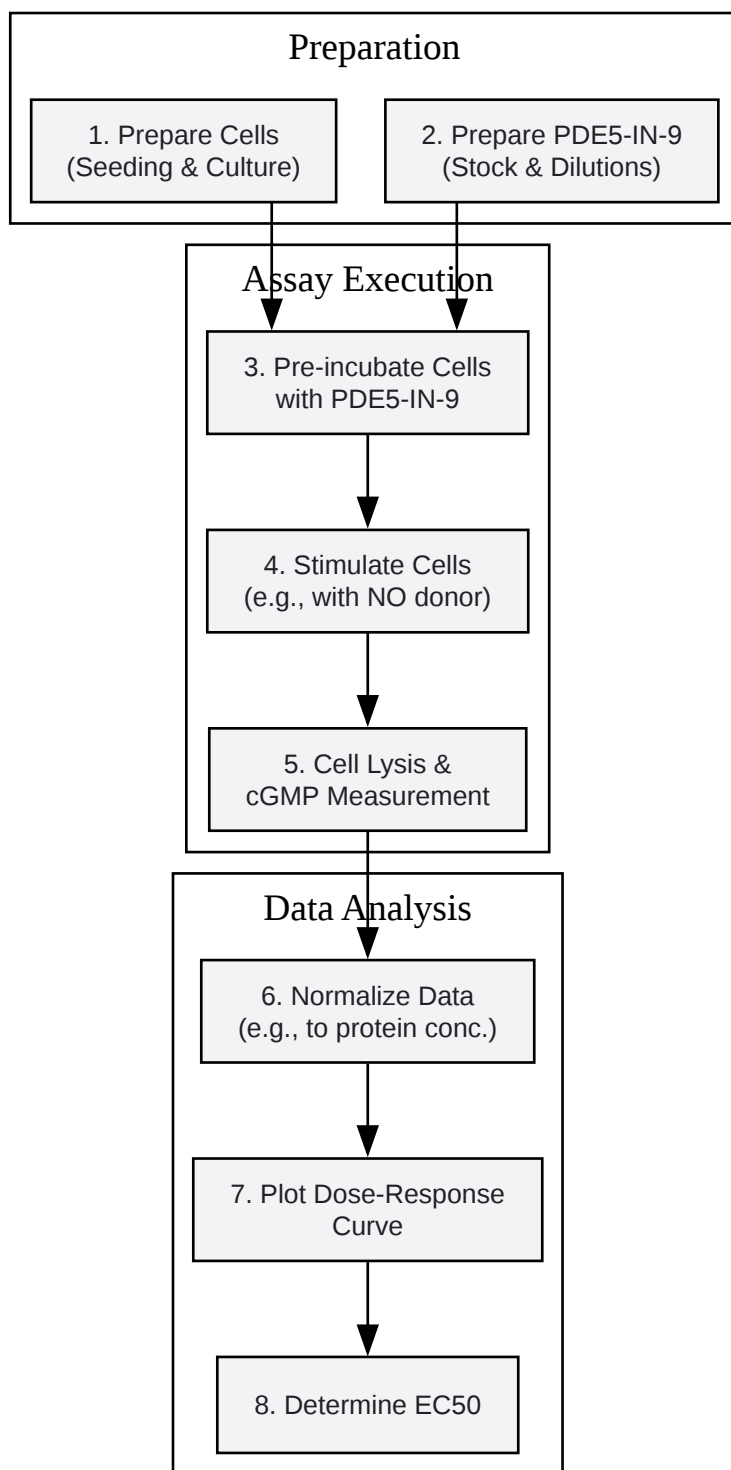 Preparation
1. Prepare Cells
(Seeding & Culture)
2. Prepare PDE5-IN-9
(Stock & Dilutions)
Assay Execution
3. Pre-incubate Cells
with PDE5-IN-9
4. Stimulate Cells
(e.g., with NO donor)
5. Cell Lysis &
cGMP Measurement
Data Analysis
6. Normalize Data
(e.g., to protein conc.)
7. Plot Dose-Response
Curve
8. Determine EC50